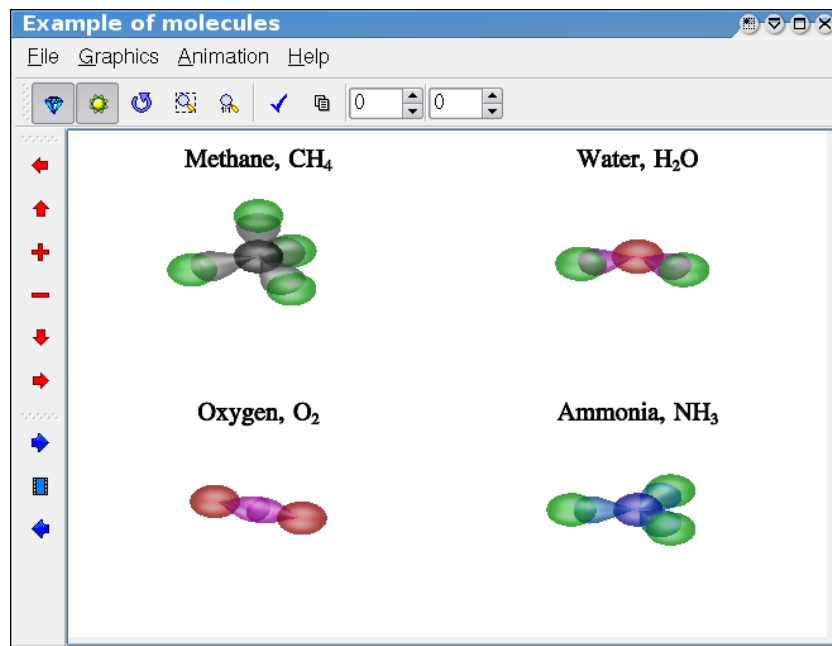 Example of molecules
File Graphics Animation Help
0 0
Methane, CH₄ Water, H₂O
Oxygen, O₂ Ammonia, NH₃